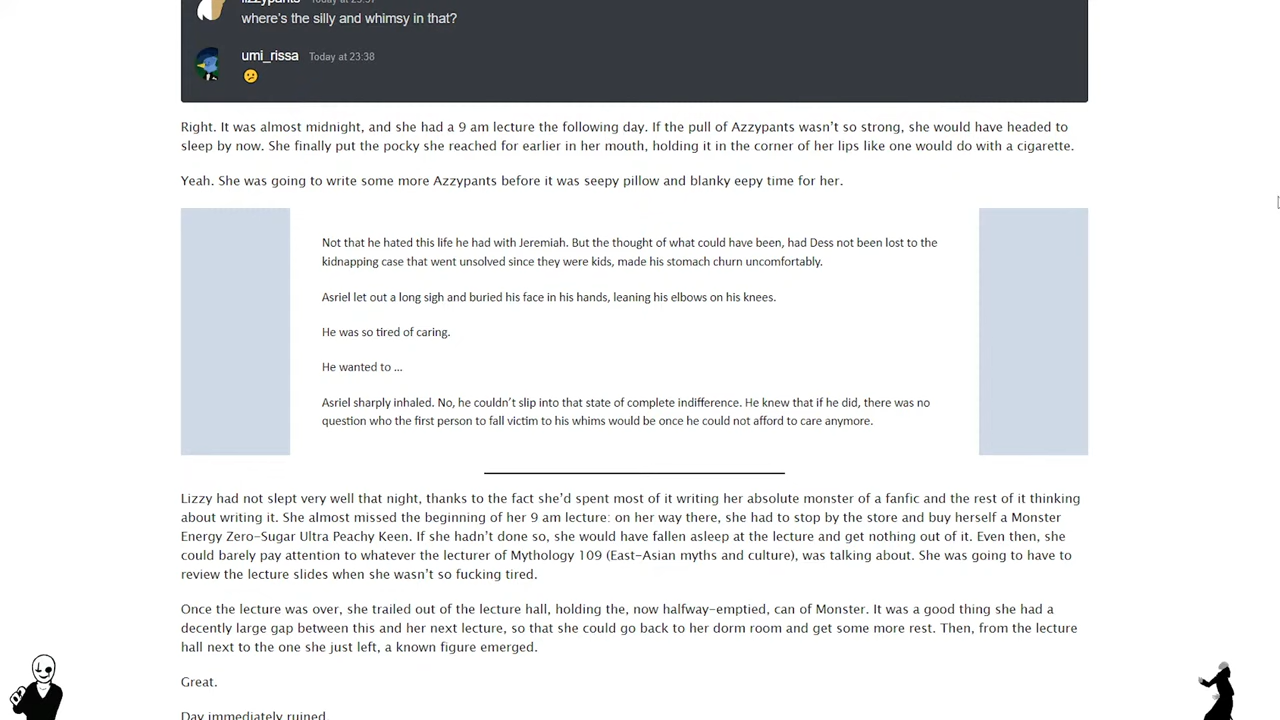 lizzypants Today at 23:37
where's the silly and whimsy in that?
umi_rissa Today at 23:38
Right. It was almost midnight, and she had a 9 am lecture the following day. If the pull of Azzypants wasn't so strong, she would have headed to
sleep by now. She finally put the pocky she reached for earlier in her mouth, holding it in the corner of her lips like one would do with a cigarette.
Yeah. She was going to write some more Azzypants before it was seepy pillow and blanky eepy time for her.
Not that he hated this life he had with Jeremiah. But the thought of what could have been, had Dess not been lost to the
kidnapping case that went unsolved since they were kids, made his stomach churn uncomfortably.
Asriel let out a long sigh and buried his face in his hands, leaning his elbows on his knees.
He was so tired of caring.
He wanted to ...
Asriel sharply inhaled. No, he couldn't slip into that state of complete indifference. He knew that if he did, there was no
question who the first person to fall victim to his whims would be once he could not afford to care anymore.
Lizzy had not slept very well that night, thanks to the fact she'd spent most of it writing her absolute monster of a fanfic and the rest of it thinking
about writing it. She almost missed the beginning of her 9 am lecture: on her way there, she had to stop by the store and buy herself a Monster
Energy Zero-Sugar Ultra Peachy Keen. If she hadn't done so, she would have fallen asleep at the lecture and get nothing out of it. Even then, she
could barely pay attention to whatever the lecturer of Mythology 109 (East-Asian myths and culture), was talking about. She was going to have to
review the lecture slides when she wasn't so fucking tired.
Once the lecture was over, she trailed out of the lecture hall, holding the, now halfway-emptied, can of Monster. It was a good thing she had a
decently large gap between this and her next lecture, so that she could go back to her dorm room and get some more rest. Then, from the lecture
hall next to the one she just left, a known figure emerged.
Great.
Day immediately ruined.